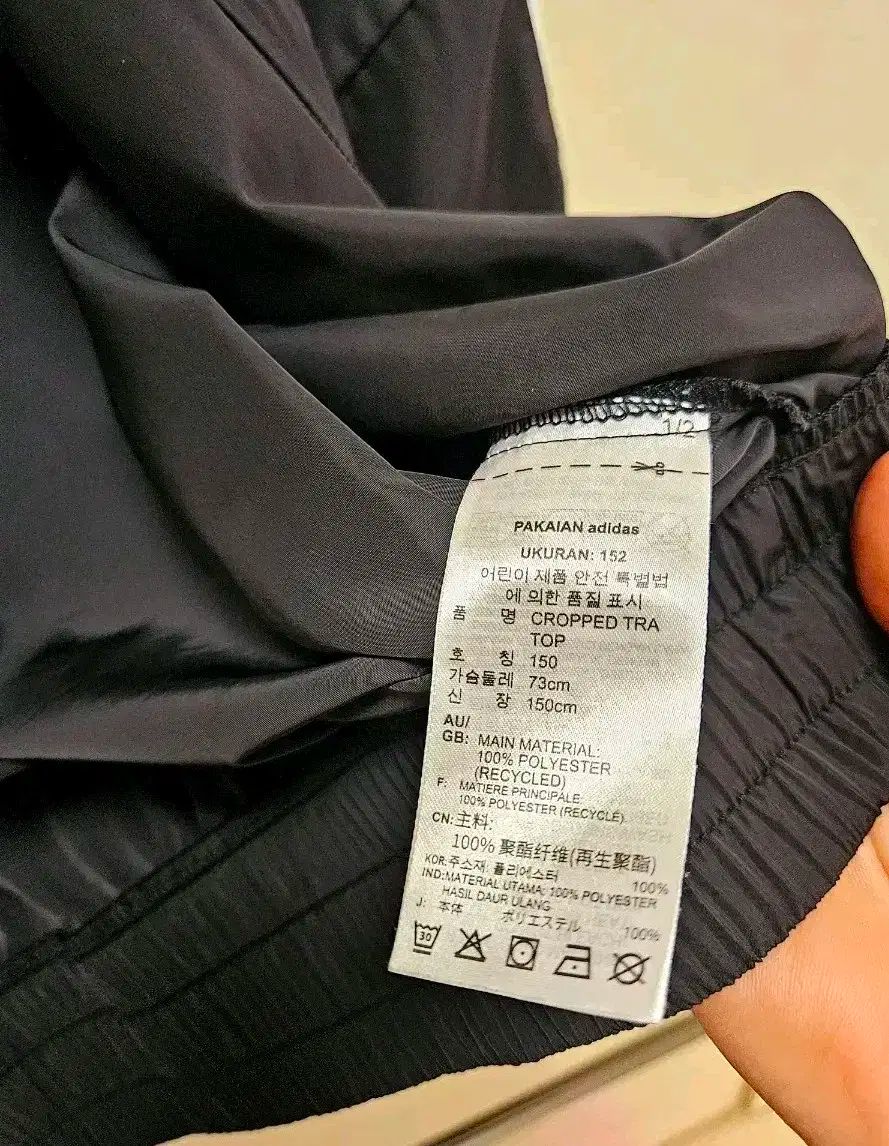 1/2
PAKAIAN adidas
UKURAN: 152
어린이 제품 안전 특별법
에 의한 품질 표시
품 명 CROPPED TRA
TOP
호 칭 150
가슴둘레 73cm
신 장 150cm
AU/
GB: MAIN MATERIAL:
100% POLYESTER
(RECYCLED)
F: MATIERE PRINCIPALE
100% POLYESTER (RECYCLÉ)
CN:主料:
100% 聚酯纤维(再生聚酯)
KOR:주소재: 폴리에스터 100%
IND:MATERIAL UTAMA: 100% POLYESTER
HASIL DAUR ULANG
J: 本体 ポリエステル 100%
30